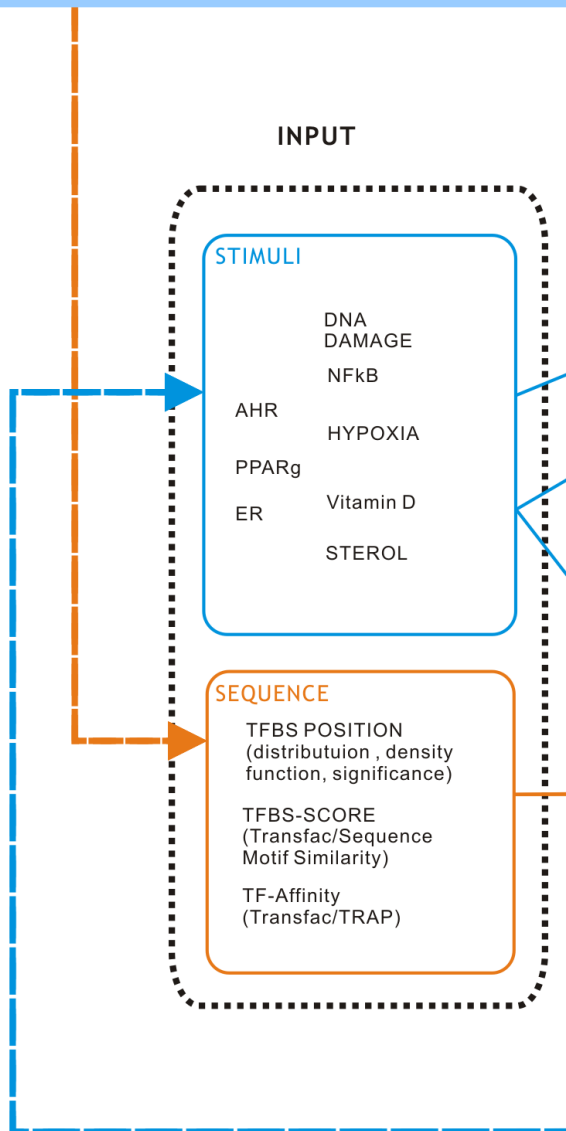 INPUT
STIMULI
DNA
DAMAGE
NFkB
AHR
HYPOXIA
PPARg
Vitamin D
ER
STEROL
SEQUENCE
TFBS POSITION
(distributuion , density
function, significance)
TFBS-SCORE
(Transfac/Sequence
Motif Similarity)
TF-Affinity
(Transfac/TRAP)